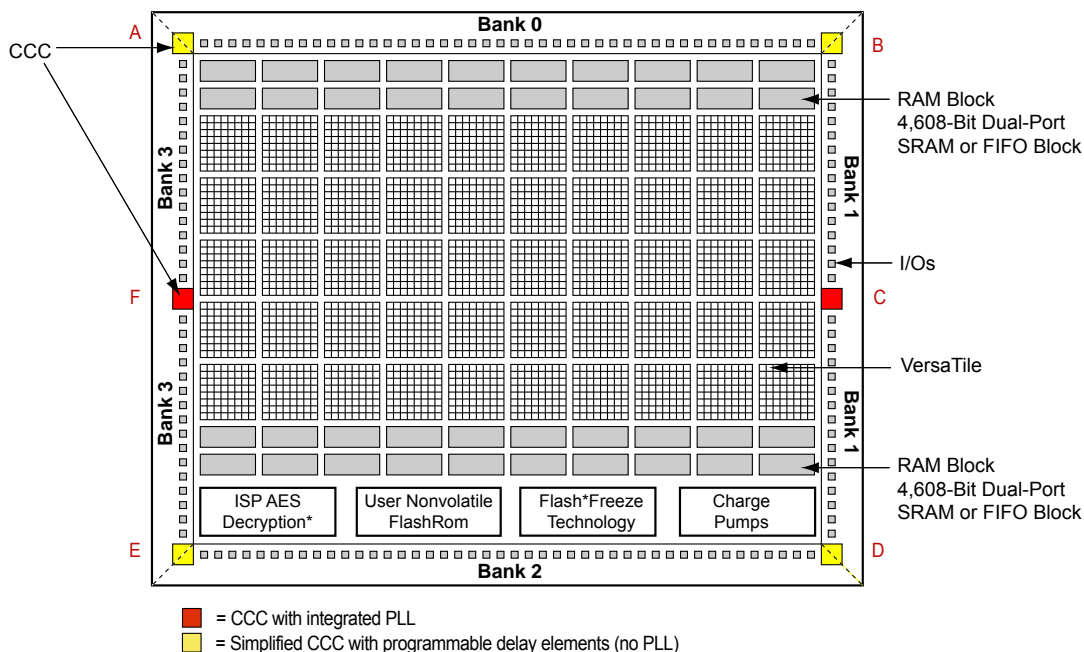 A
Bank 0
B
CCC
RAM Block
4,608-Bit Dual-Port
SRAM or FIFO Block
Bank 3
Bank 1
I/Os
F
C
VersaTile
Bank 3
Bank 1
RAM Block
4,608-Bit Dual-Port
SRAM or FIFO Block
ISP AES
Decryption*
User Nonvolatile
FlashRom
Flash*Freeze
Technology
Charge
Pumps
E
D
Bank 2
= CCC with integrated PLL
= Simplified CCC with programmable delay elements (no PLL)